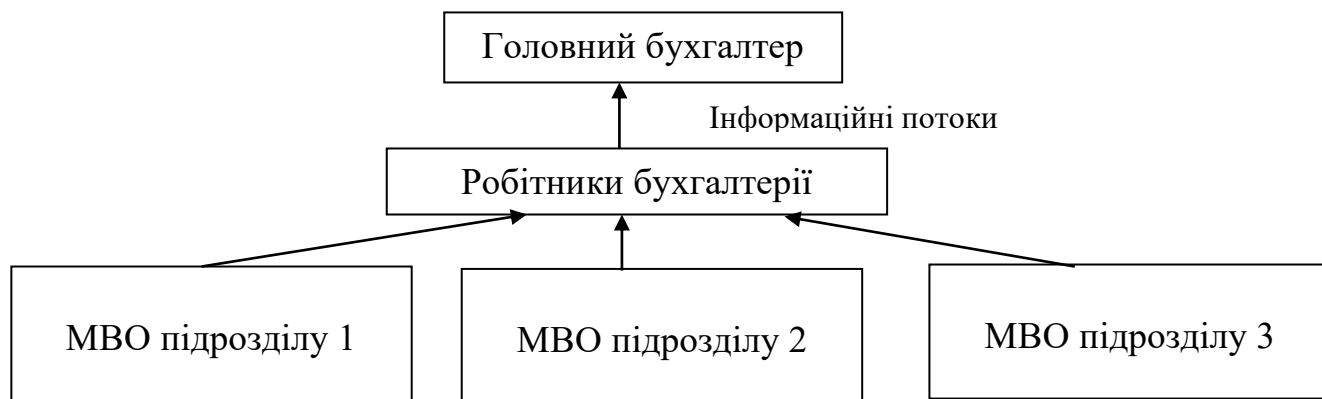 Головний бухгалтер
Інформаційні потоки
Робітники бухгалтерії
МВО підрозділу 1
МВО підрозділу 2
МВО підрозділу 3